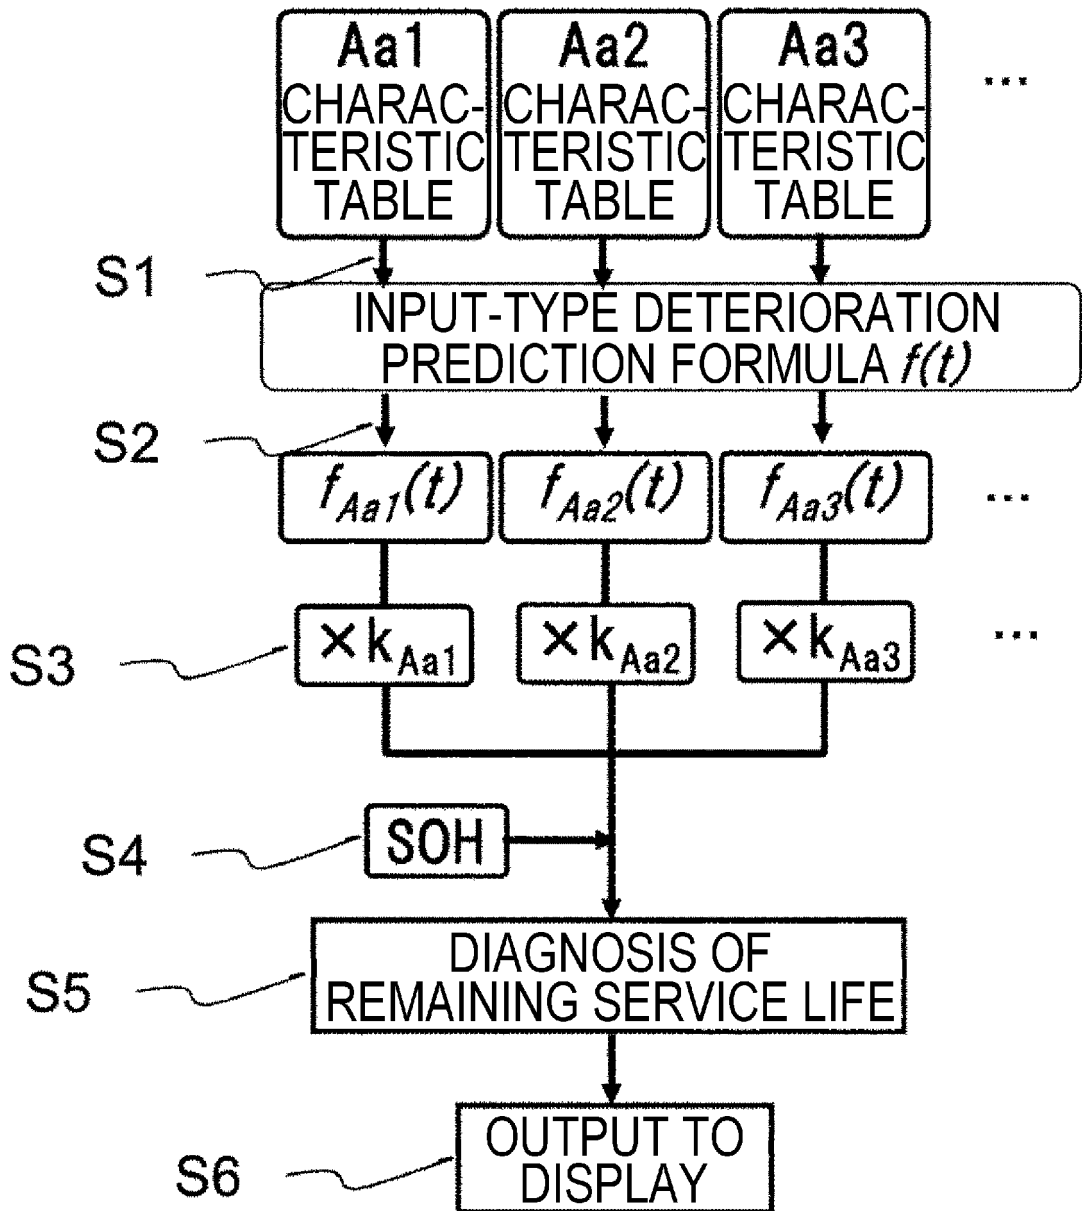 Aa1 Aa2 Aa3 ...
CHARAC- CHARAC- CHARAC-
TERISTIC TERISTIC TERISTIC
TABLE TABLE TABLE
S1
INPUT-TYPE DETERIORATION
PREDICTION FORMULA f(t)
S2
fAa1(t) fAa2(t) fAa3(t) ...
S3 ×kAa1 ×kAa2 ×kAa3 ...
S4 SOH
DIAGNOSIS OF
S5 REMAINING SERVICE LIFE
OUTPUT TO
S6 DISPLAY